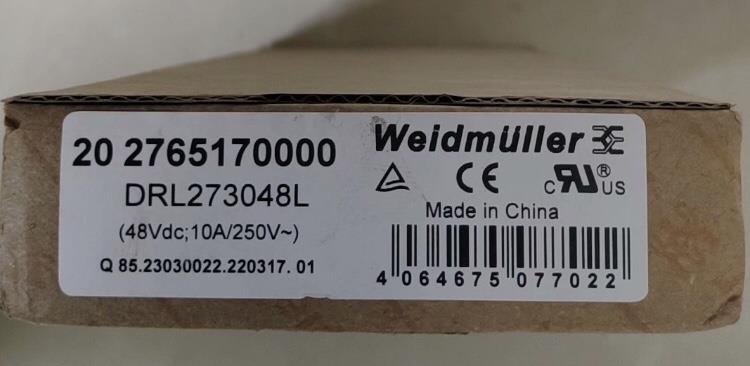 20 2765170000
DRL273048L
(48Vdc;10A/250V~)
Q 85.23030022.220317. 01
Weidmüller
CE
c RU® US
Made in China
4 064675 077022